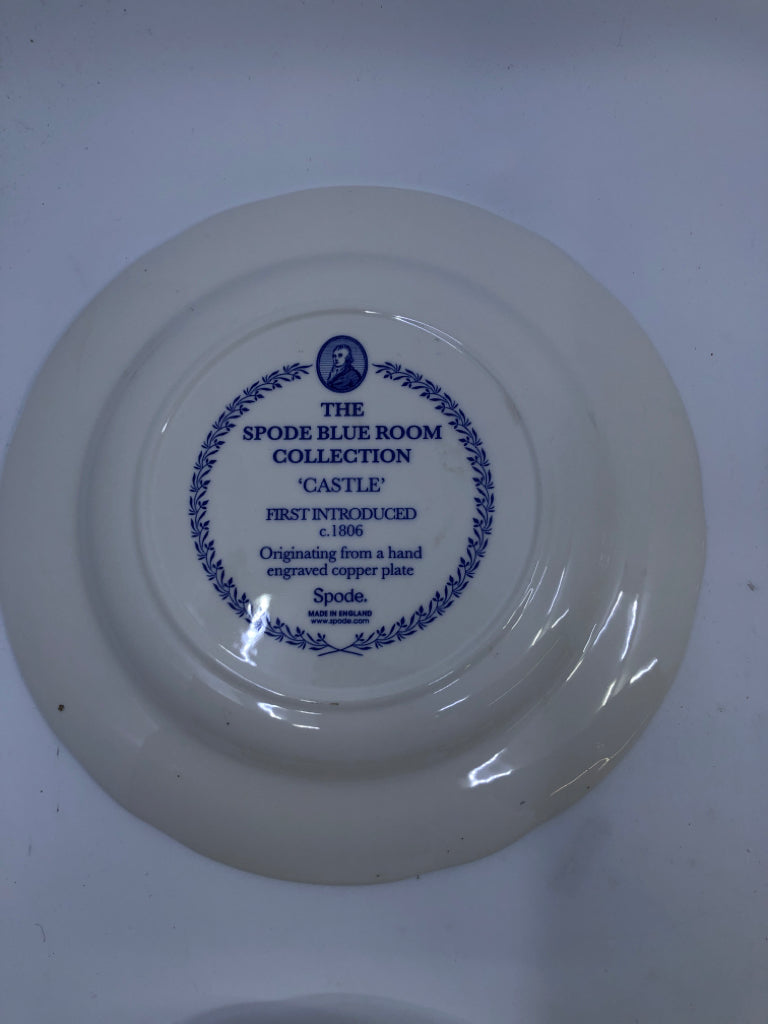 THE
SPODE BLUE ROOM
COLLECTION
‘CASTLE’
FIRST INTRODUCED
c.1806
Originating from a hand
engraved copper plate
Spode.
MADE IN ENGLAND
www.spode.com